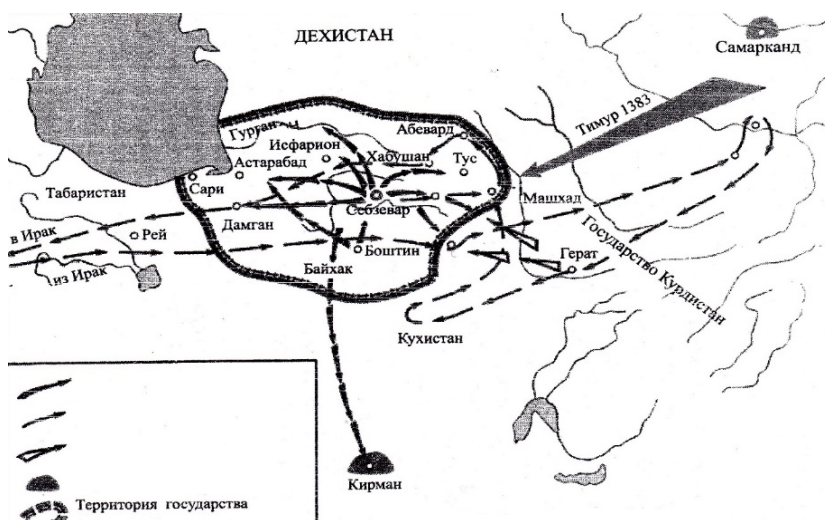 ДЕХИСТАН
Самарканд
Тимур 1383
Гурган
Абевард
Исфарион
Хабушан
Астарабад
Тус
Сари
Табаристан
Машхад
Себзевар
Дамган
в Ирак
Рей
Государство Курдистан
Герат
Боштин
из Ирак
Байхак
Кухистан
Кирман
Территория государства